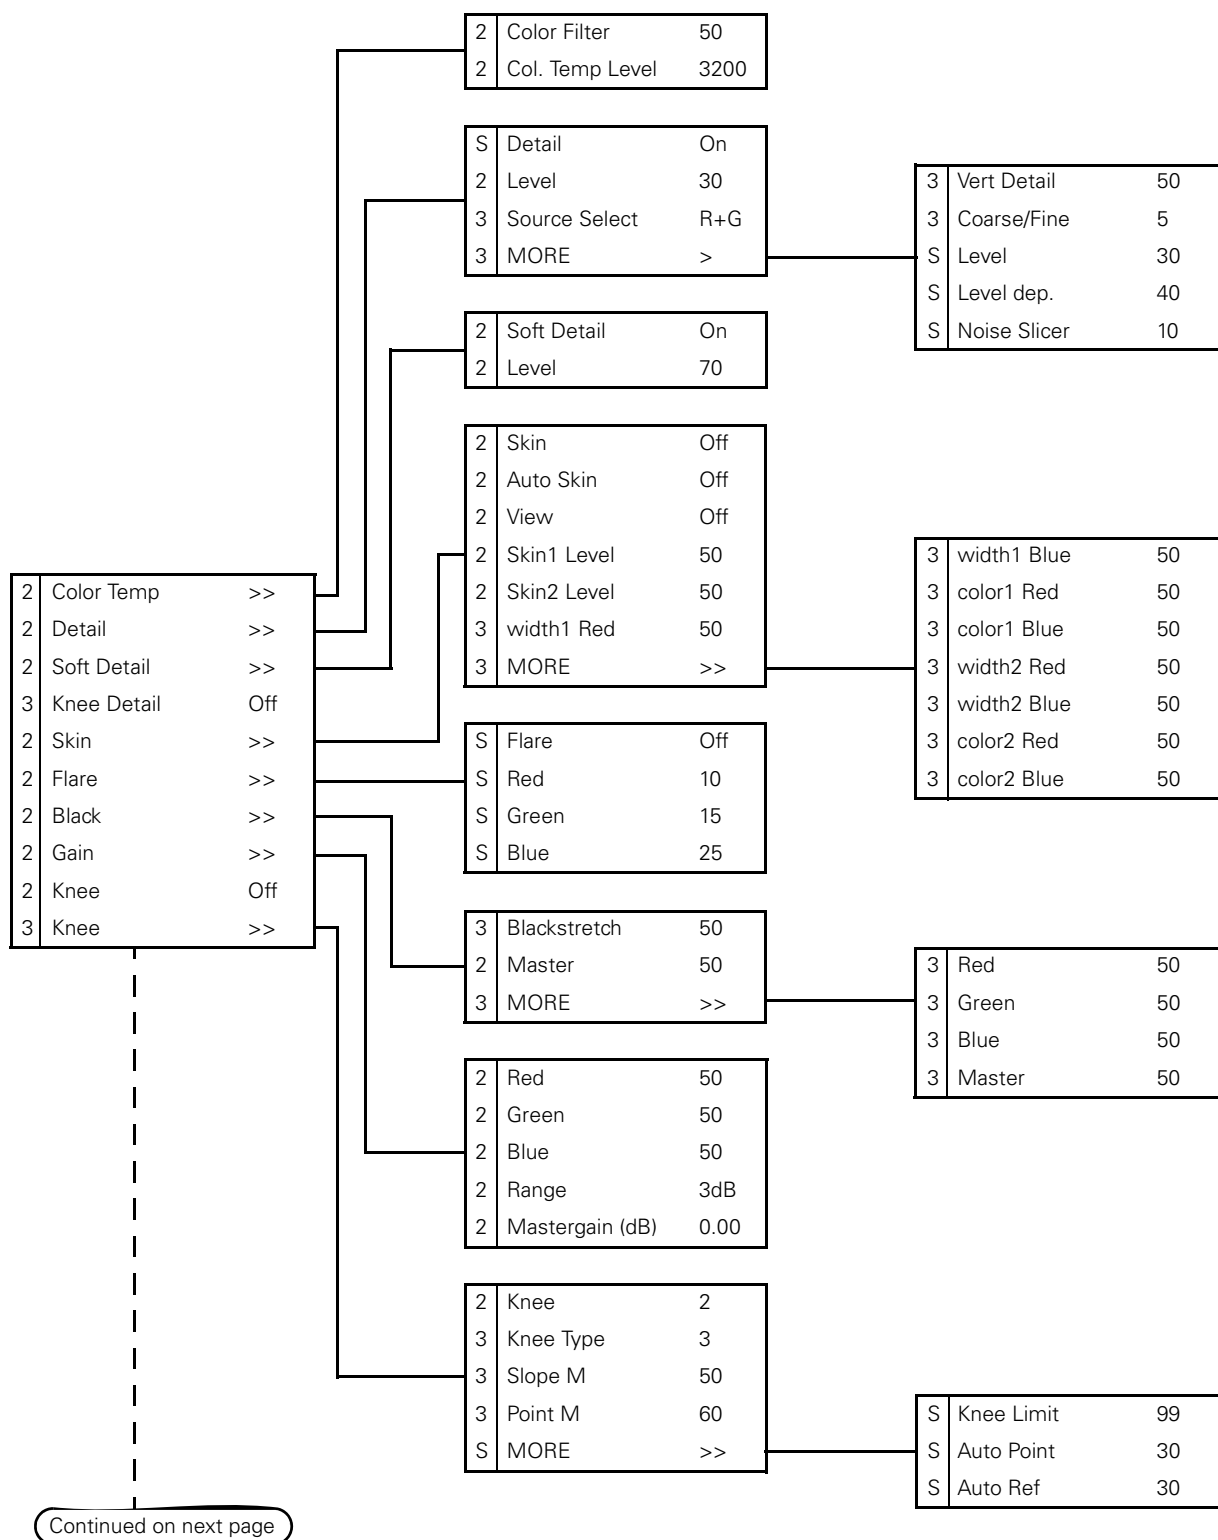 2 Color Filter 50
2 Col. Temp Level 3200
S Detail On
2 Level 30
3 Source Select R+G
3 MORE >
3 Vert Detail 50
3 Coarse/Fine 5
S Level 30
S Level dep. 40
S Noise Slicer 10
2 Soft Detail On
2 Level 70
2 Skin Off
2 Auto Skin Off
2 View Off
2 Skin1 Level 50
2 Skin2 Level 50
3 width1 Red 50
3 MORE >>
3 width1 Blue 50
3 color1 Red 50
3 color1 Blue 50
3 width2 Red 50
3 width2 Blue 50
3 color2 Red 50
3 color2 Blue 50
2 Color Temp >>
2 Detail >>
2 Soft Detail >>
3 Knee Detail Off
2 Skin >>
2 Flare >>
2 Black >>
2 Gain >>
2 Knee Off
3 Knee >>
S Flare Off
S Red 10
S Green 15
S Blue 25
3 Blackstretch 50
2 Master 50
3 MORE >>
3 Red 50
3 Green 50
3 Blue 50
3 Master 50
2 Red 50
2 Green 50
2 Blue 50
2 Range 3dB
2 Mastergain (dB) 0.00
2 Knee 2
3 Knee Type 3
3 Slope M 50
3 Point M 60
S MORE >>
S Knee Limit 99
S Auto Point 30
S Auto Ref 30
Continued on next page